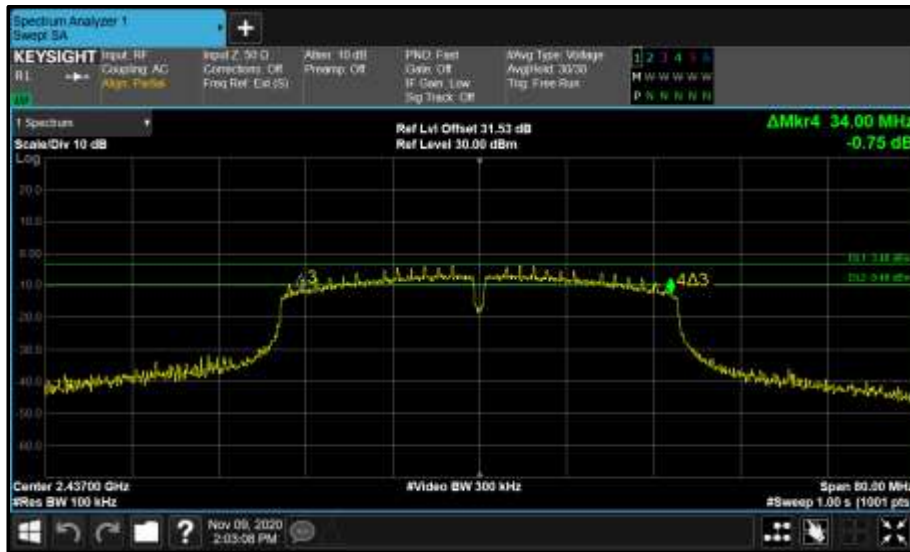 Spectrum Analyzer 1
Swept SA
+
KEYSIGHT
Input: RF
Coupling: AC
Align: Partial
Input Z: 50 Ω
Corrections: Off
Freq Ref: Ext (S)
Atten: 10 dB
Preamp: Off
PNO: Fast
Gate: Off
IF Gain: Low
Sig Track: Off
Avg Type: Voltage
Avg|Hold: 30/30
Trig: Free Run
1 2 3 4 5 6
M W W W W W
P N N N N N
1 Spectrum
Scale/Div 10 dB
Log
Ref Lvl Offset 31.53 dB
Ref Level 30.00 dBm
ΔMkr4 34.00 MHz
-0.75 dB
20.0
10.0
0.00
-10.0
-20.0
-30.0
-40.0
-50.0
-60.0
3
4Δ3
Center 2.43700 GHz
#Res BW 100 kHz
#Video BW 300 kHz
Span 80.00 MHz
#Sweep 1.00 s (1001 pts
?
Nov 09, 2020
2:03:08 PM